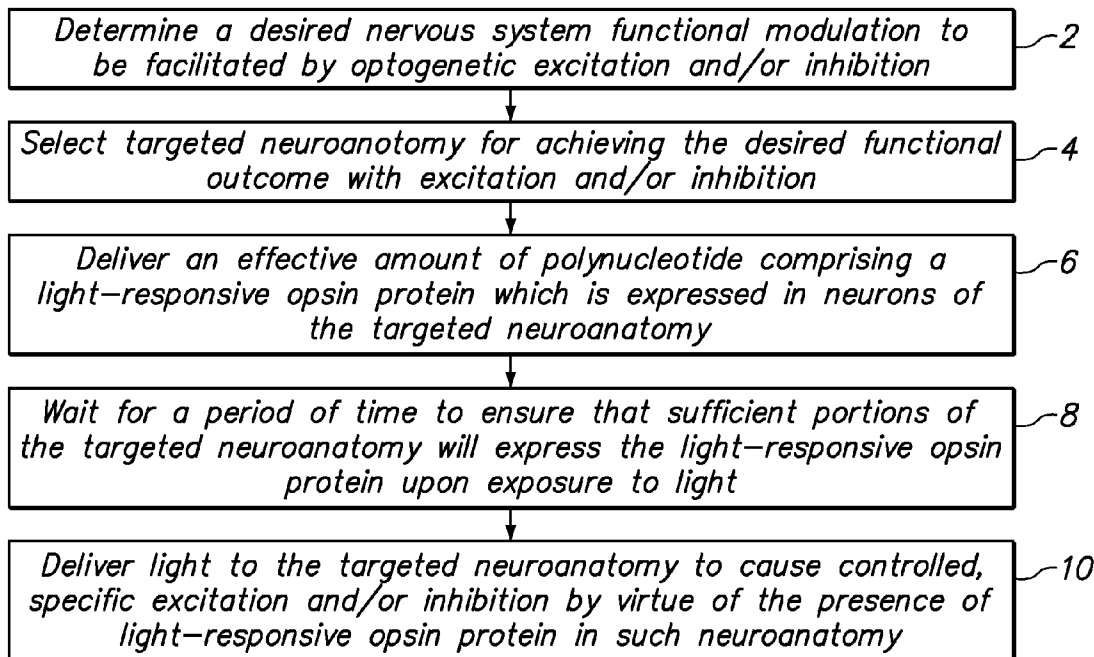 Determine a desired nervous system functional modulation to
be facilitated by optogenetic excitation and/or inhibition
2
Select targeted neuroanotomy for achieving the desired functional
outcome with excitation and/or inhibition
4
Deliver an effective amount of polynucleotide comprising a
light-responsive opsin protein which is expressed in neurons of
the targeted neuroanatomy
6
Wait for a period of time to ensure that sufficient portions of
the targeted neuroanatomy will express the light-responsive opsin
protein upon exposure to light
8
Deliver light to the targeted neuroanatomy to cause controlled,
specific excitation and/or inhibition by virtue of the presence of
light-responsive opsin protein in such neuroanatomy
10